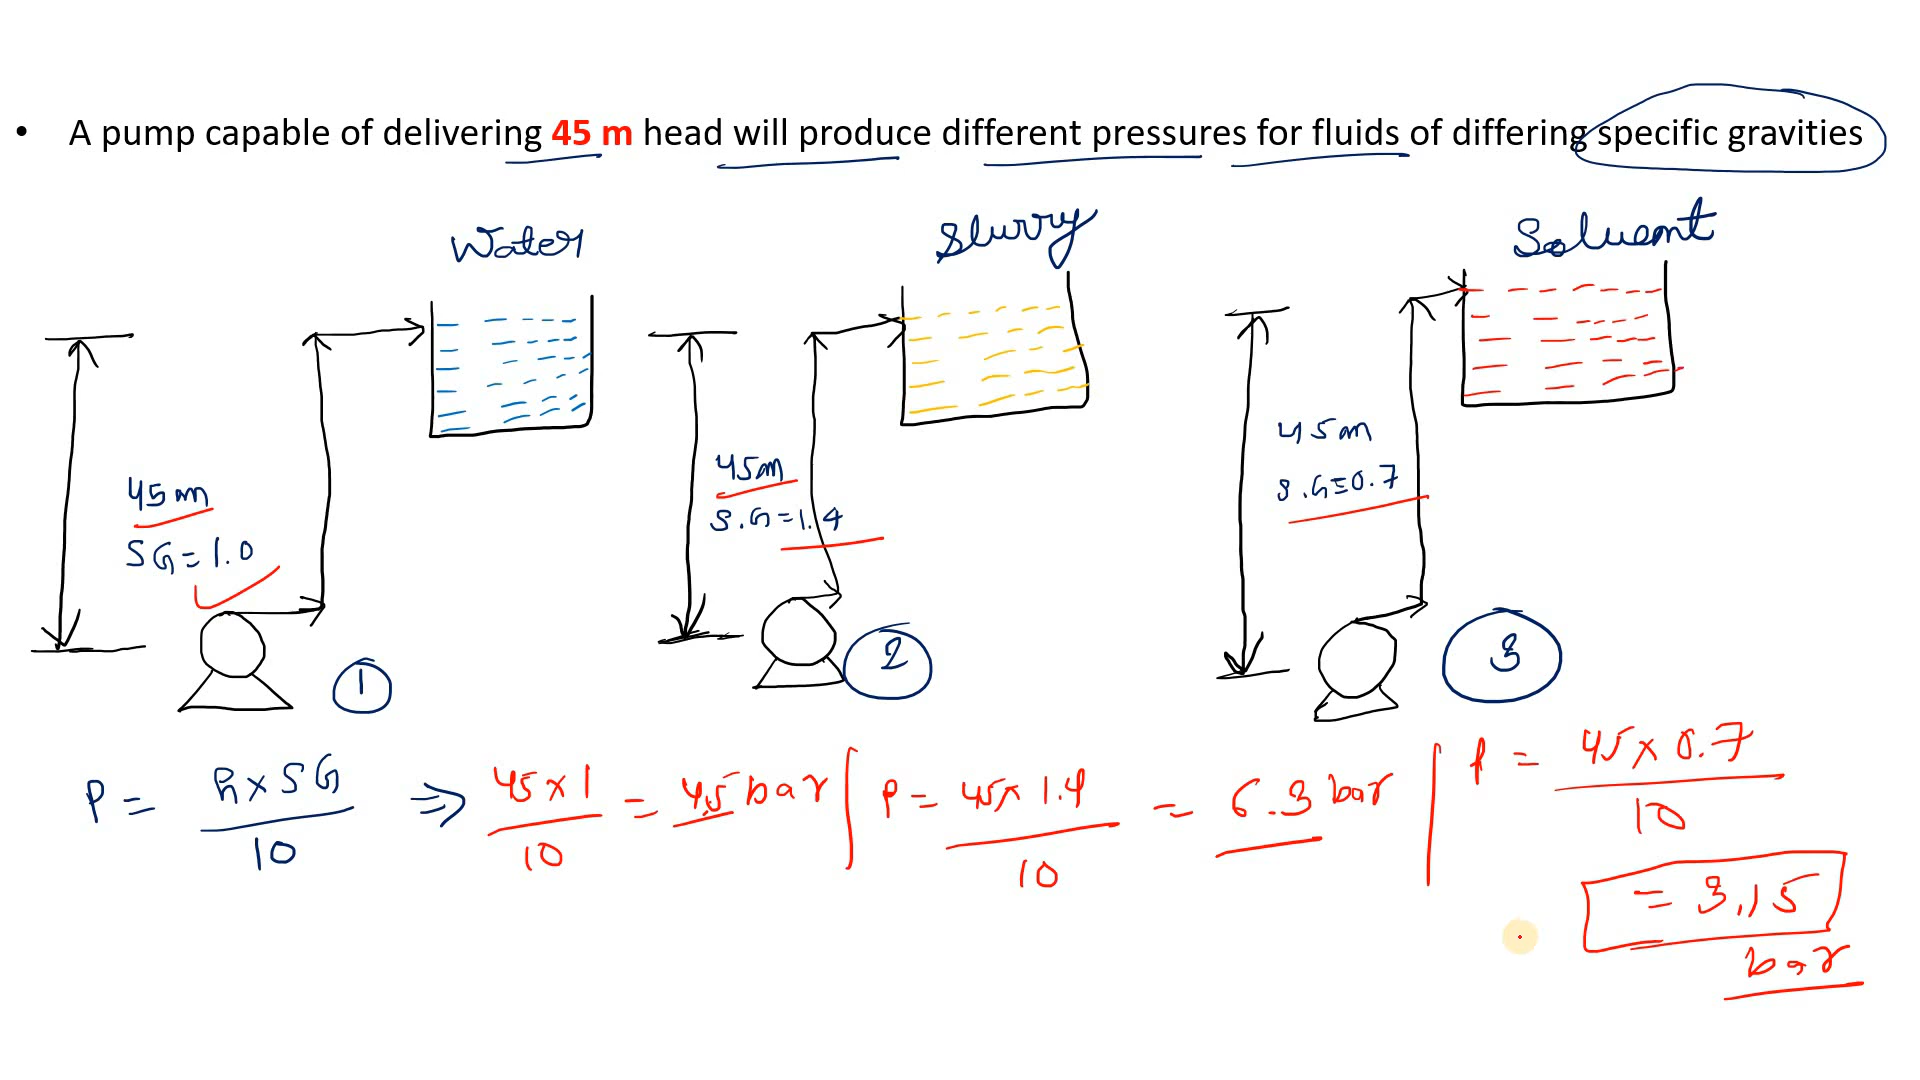 • A pump capable of delivering 45 m head will produce different pressures for fluids of differing specific gravities
Water
Slurry
Solvent
45m
SG=1.0
45m
S.G=1.4
45m
S.G=0.7
1
2
3
P = h×SG/10 ⇒ 45×1/10 = 4.5 bar
P = 45×1.4/10 = 6.3 bar
P = 45×0.7/10
= 3.15
bar